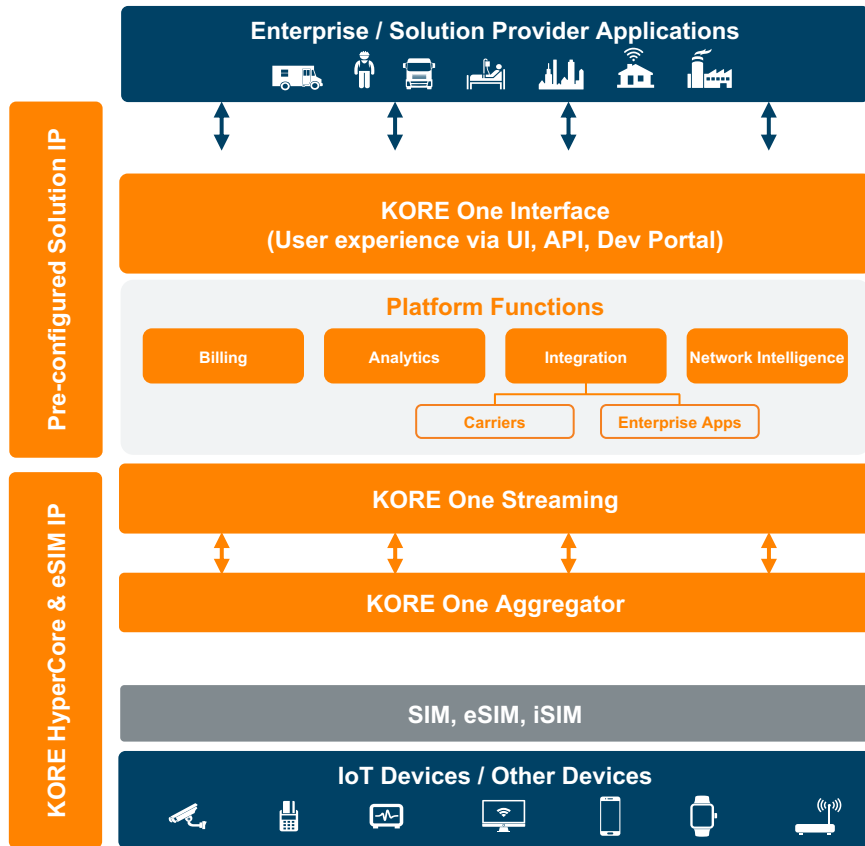 Enterprise / Solution Provider Applications
Pre-configured Solution IP
KORE One Interface
(User experience via UI, API, Dev Portal)
Platform Functions
Billing
Analytics
Integration
Network Intelligence
Carriers
Enterprise Apps
KORE HyperCore & eSIM IP
KORE One Streaming
KORE One Aggregator
SIM, eSIM, iSIM
IoT Devices / Other Devices